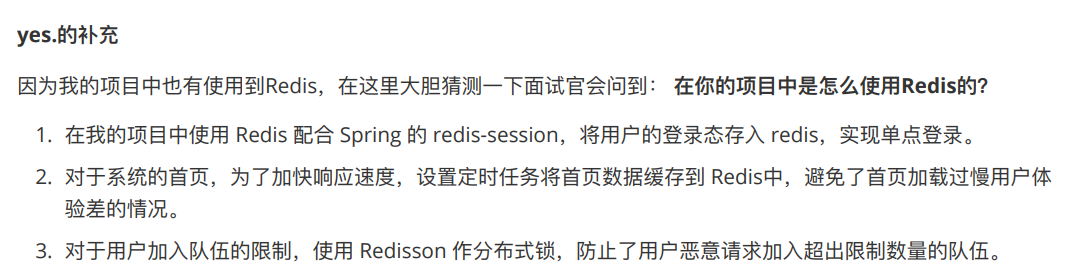 yes.的补充
因为我的项目中也有使用到Redis，在这里大胆猜测一下面试官会问到： 在你的项目中是怎么使用Redis的?
1. 在我的项目中使用 Redis 配合 Spring 的 redis-session，将用户的登录态存入 redis，实现单点登录。
2. 对于系统的首页，为了加快响应速度，设置定时任务将首页数据缓存到 Redis中，避免了首页加载过慢用户体
验差的情况。
3. 对于用户加入队伍的限制，使用 Redisson 作分布式锁，防止了用户恶意请求加入超出限制数量的队伍。